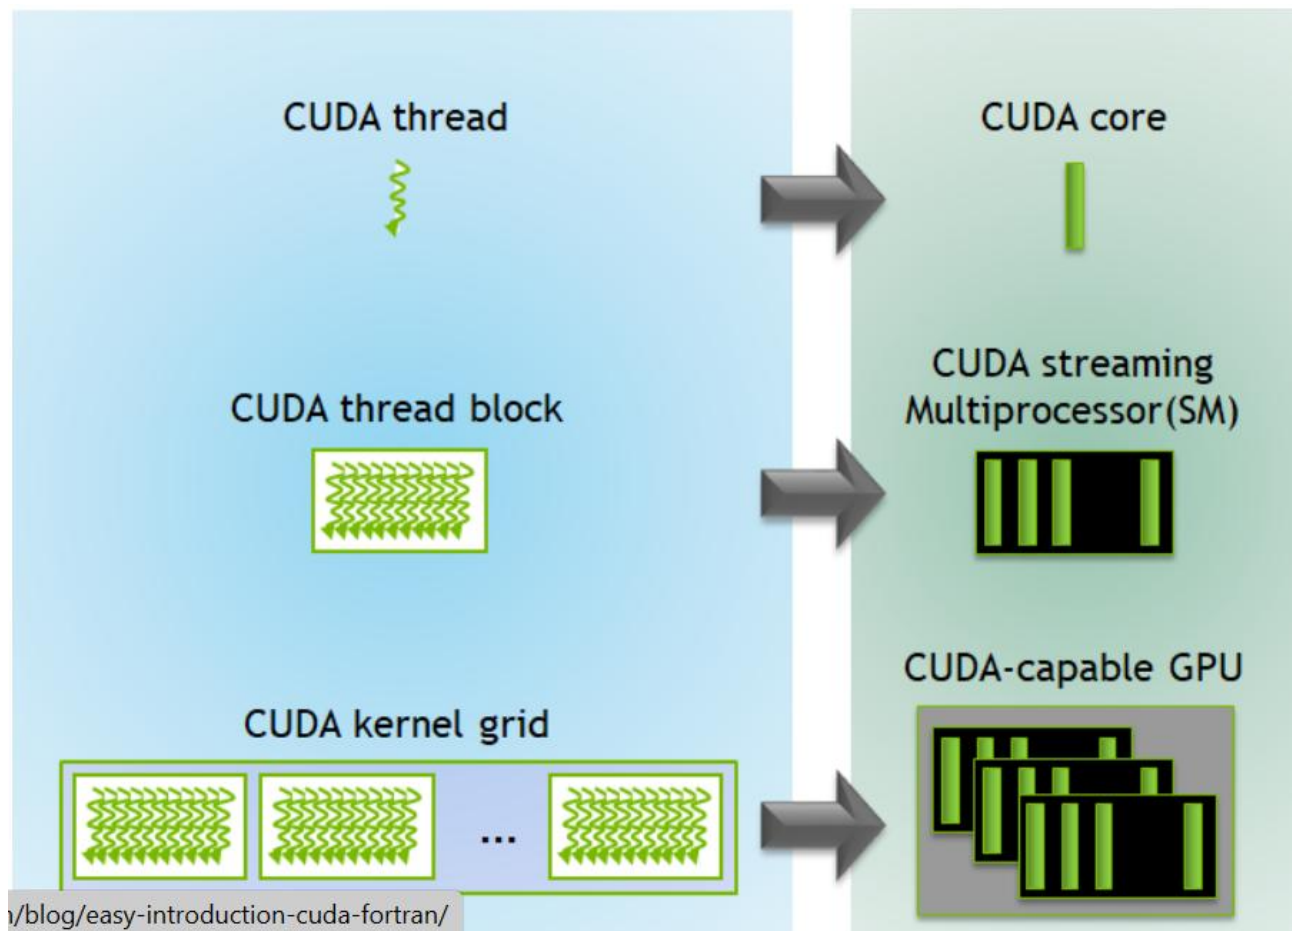 CUDA thread
CUDA core
CUDA thread block
CUDA streaming
Multiprocessor(SM)
CUDA kernel grid
CUDA-capable GPU
...
/blog/easy-introduction-cuda-fortran/